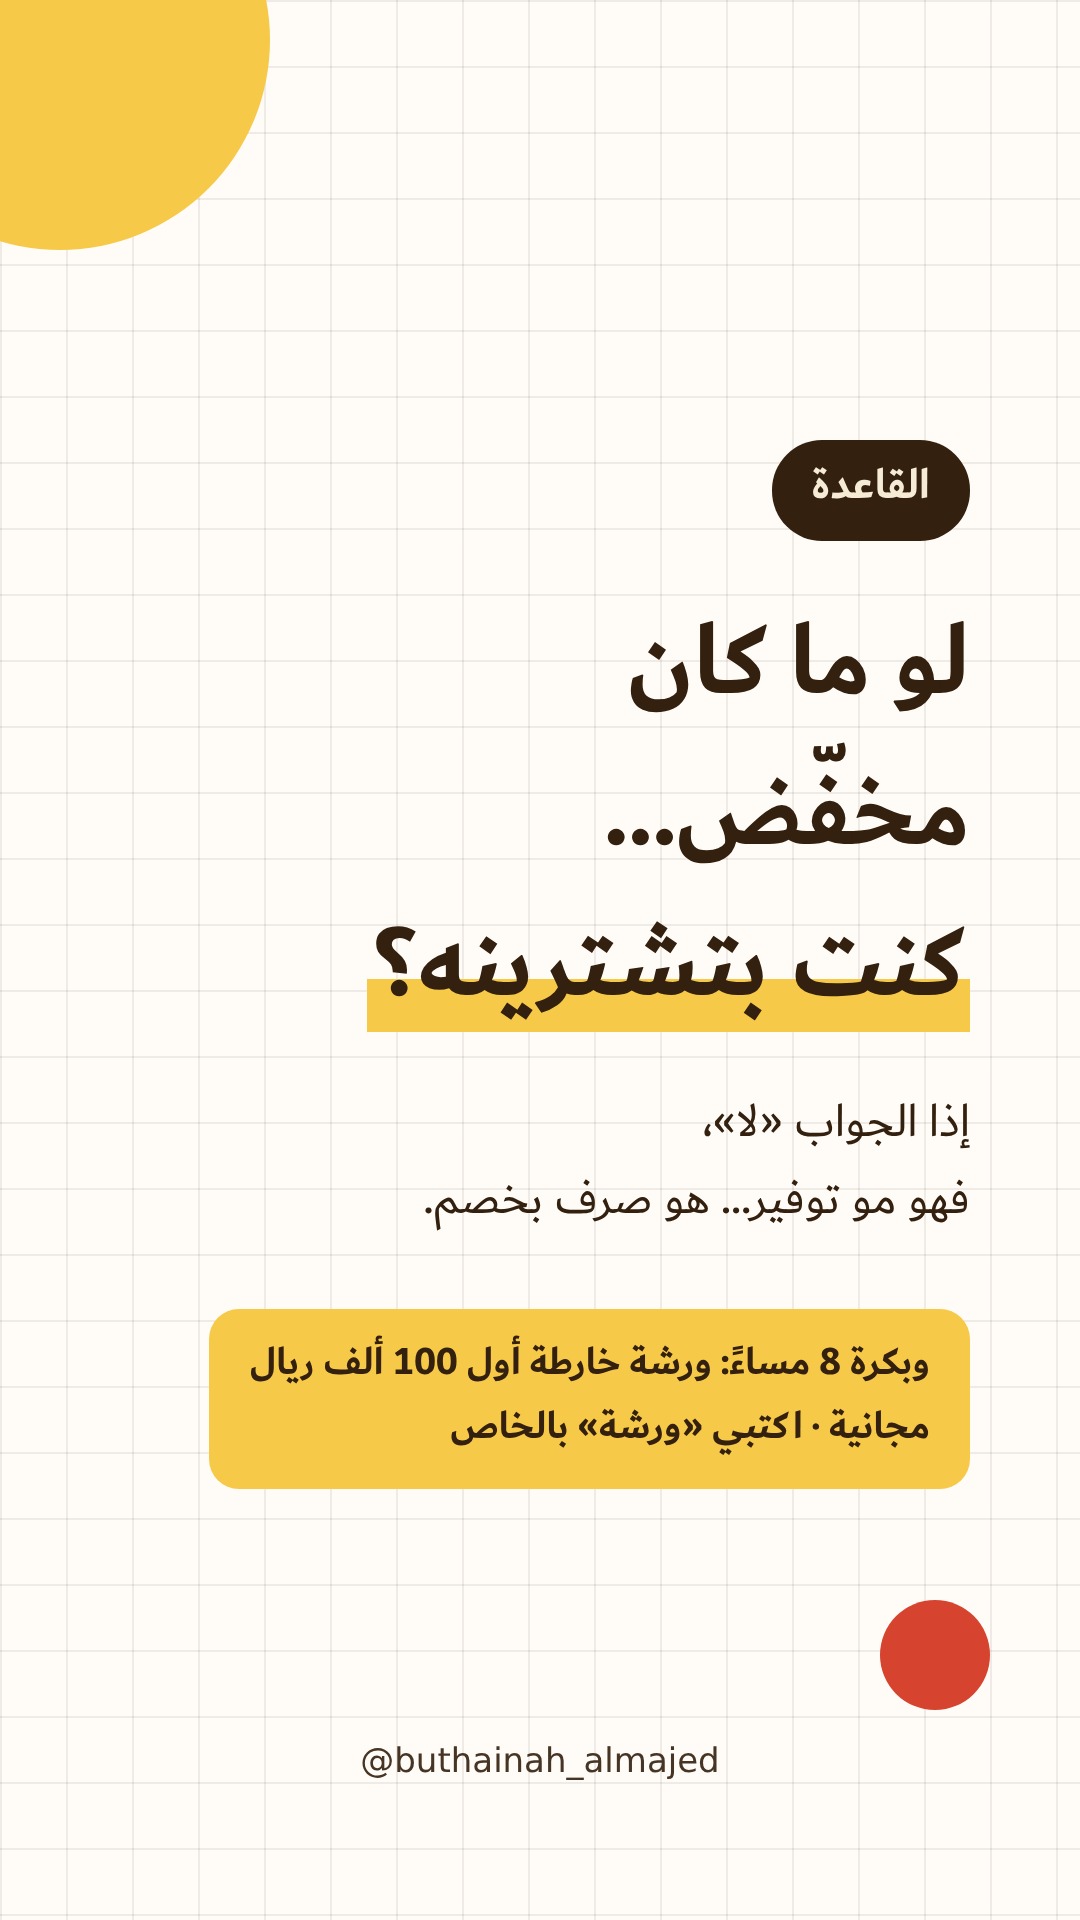 القاعدة
لو ما كان
مخفّض...
كنت بتشترينه؟
إذا الجواب «لا»،
فهو مو توفير... هو صرف بخصم.
وبكرة 8 مساءً: ورشة خارطة أول 100 ألف ريال
مجانية · اكتبي «ورشة» بالخاص
@buthainah_almajed